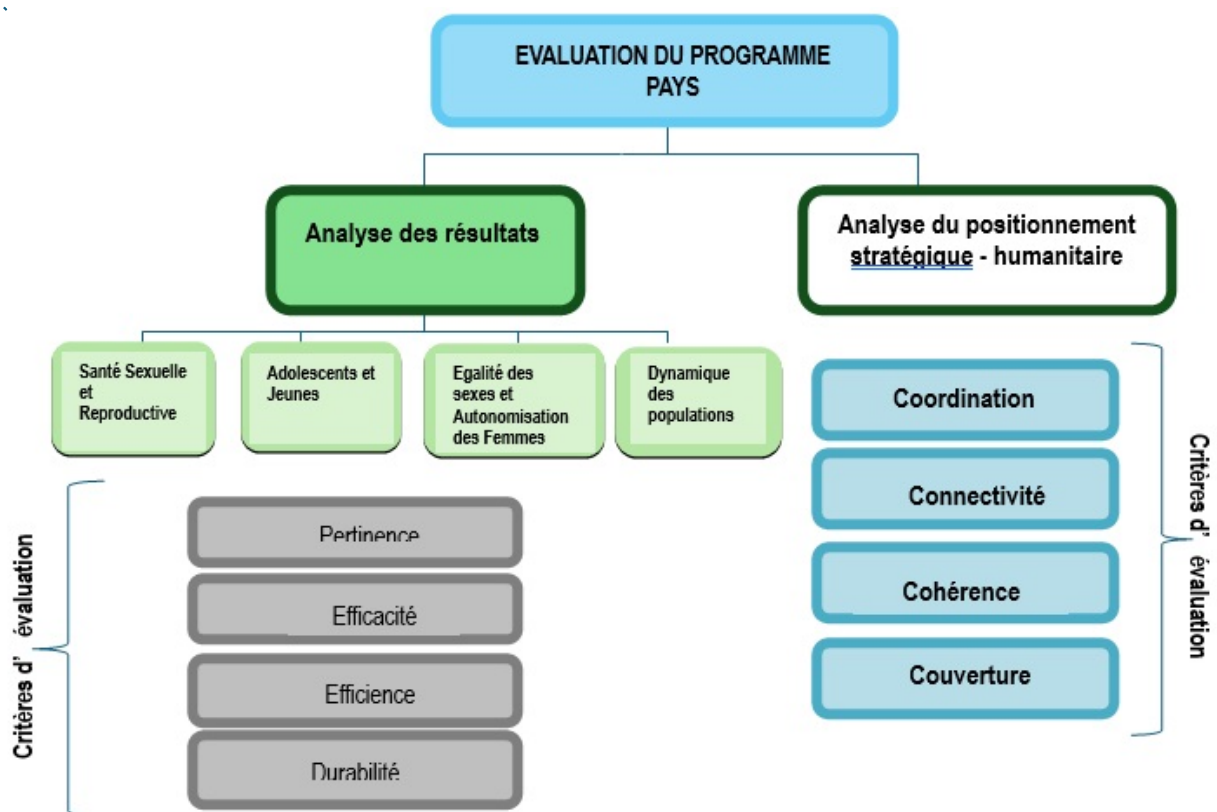 EVALUATION DU PROGRAMME
PAYS
Analyse des résultats
Analyse du positionnement
stratégique - humanitaire
Santé Sexuelle
et
Reproductive
Adolescents et
Jeunes
Egalité des
sexes et
Autonomisation
des Femmes
Dynamique
des
populations
Critères d' évaluation
Pertinence
Efficacité
Efficience
Durabilité
Coordination
Connectivité
Cohérence
Couverture
Critères d' évaluation